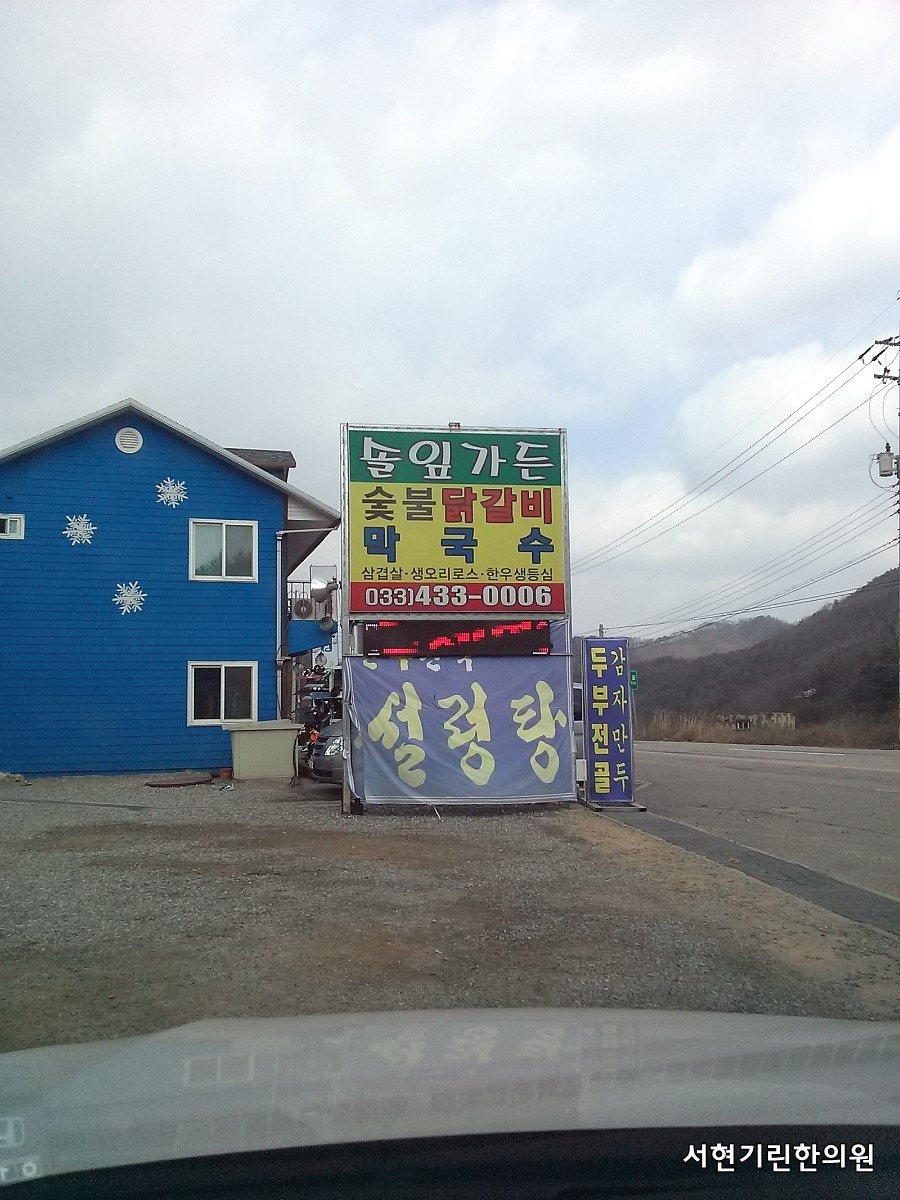 솔잎가든
숯불닭갈비
막국수
삼겹살·생오리로스·한우생등심
033)433-0006
설렁탕
두부전골
감자만두
서현기린한의원